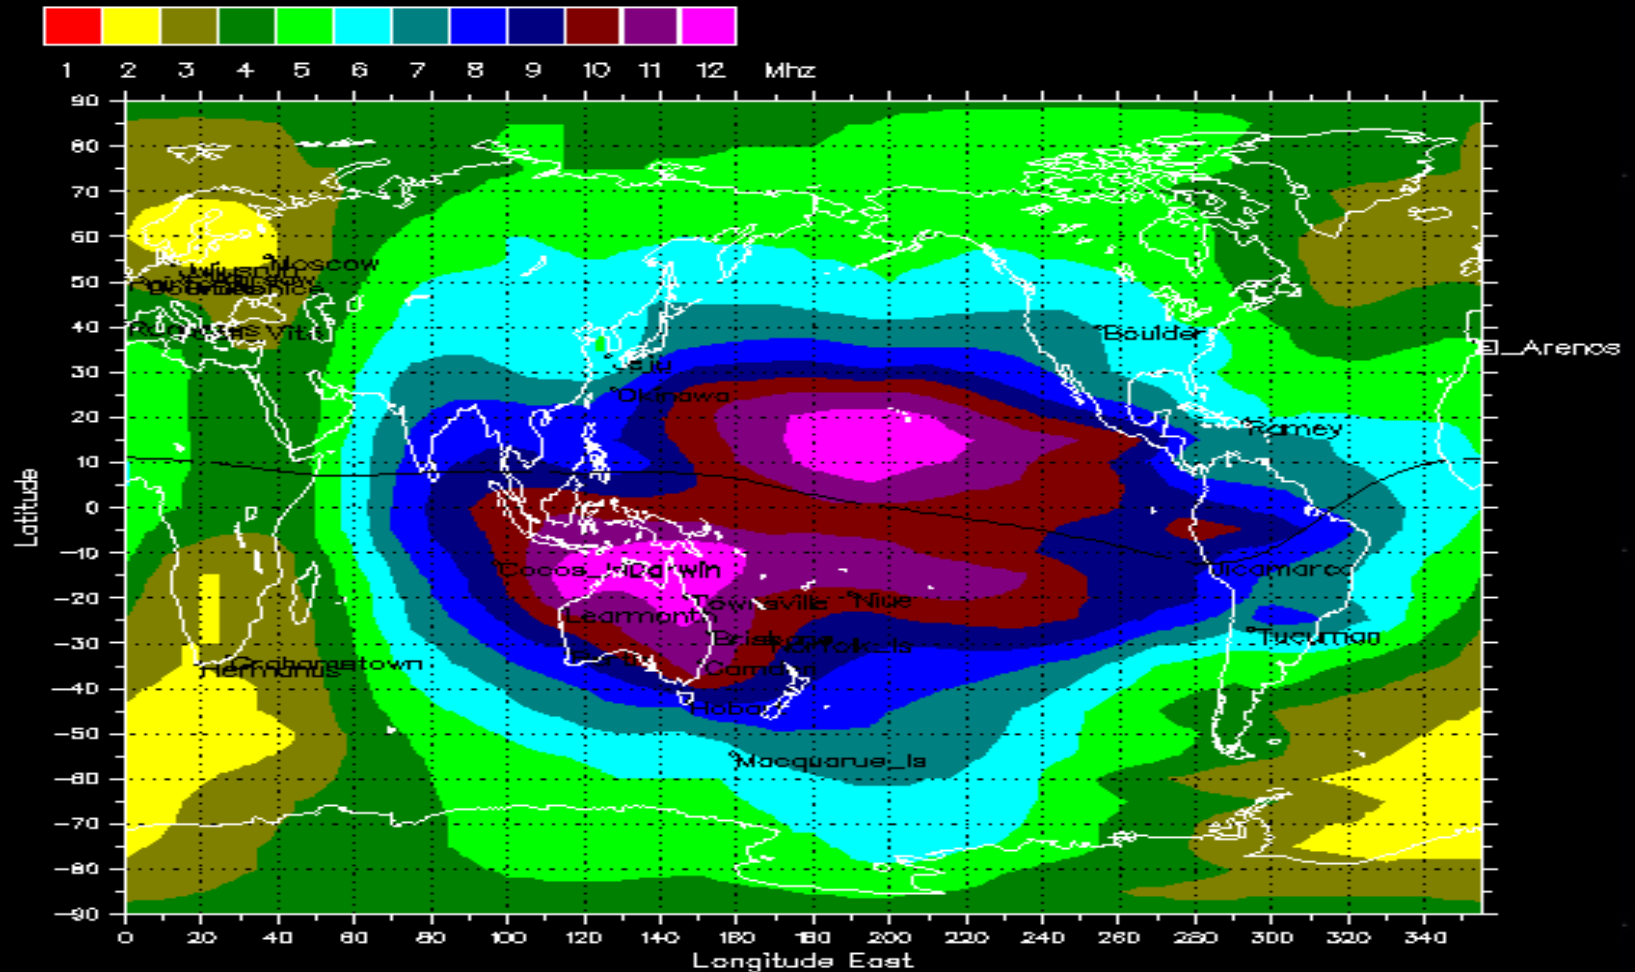 1 2 3 4 5 6 7 8 9 10 11 12 Mhz
90
80
70
60
Moscow
50
40
Boulder
El_Arenos
Jeju
30
Okinawa
20
Ramey
10
0
Latitude
-10
Cocos_Is Darwin Jicamarca
-20
Townsville Niue
Learmonth
Brisbane Tucuman
-30
Norfolk_Is
Perth
Grahamstown
Hermanus Camden
-40
Hobart
-50
Macquarue_Is
-60
-70
-80
-90
0 20 40 60 80 100 120 140 160 180 200 220 240 260 280 300 320 340
Longitude East